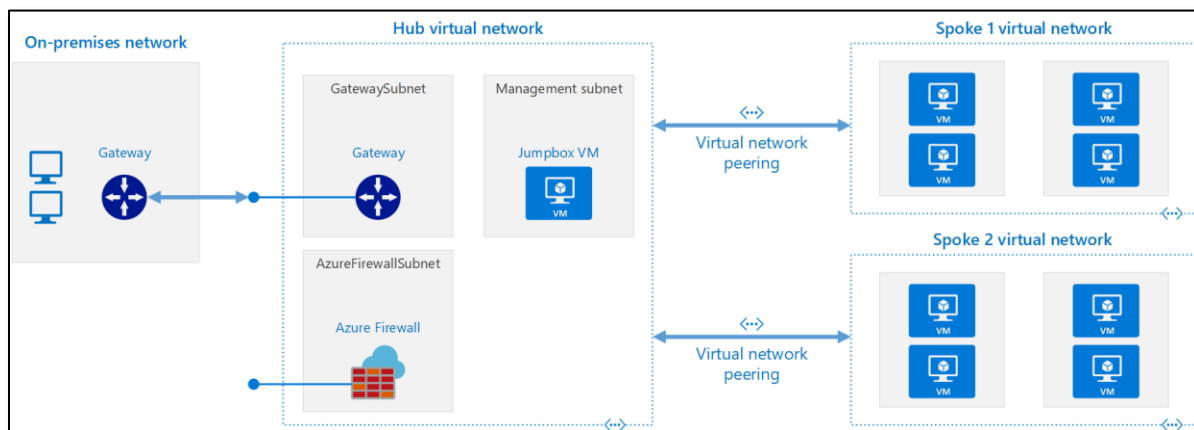 On-premises network
Gateway
Hub virtual network
GatewaySubnet
Gateway
Management subnet
Jumpbox VM
VM
AzureFirewallSubnet
Azure Firewall
Virtual network
peering
Virtual network
peering
Spoke 1 virtual network
VM
VM
VM
VM
Spoke 2 virtual network
VM
VM
VM
VM